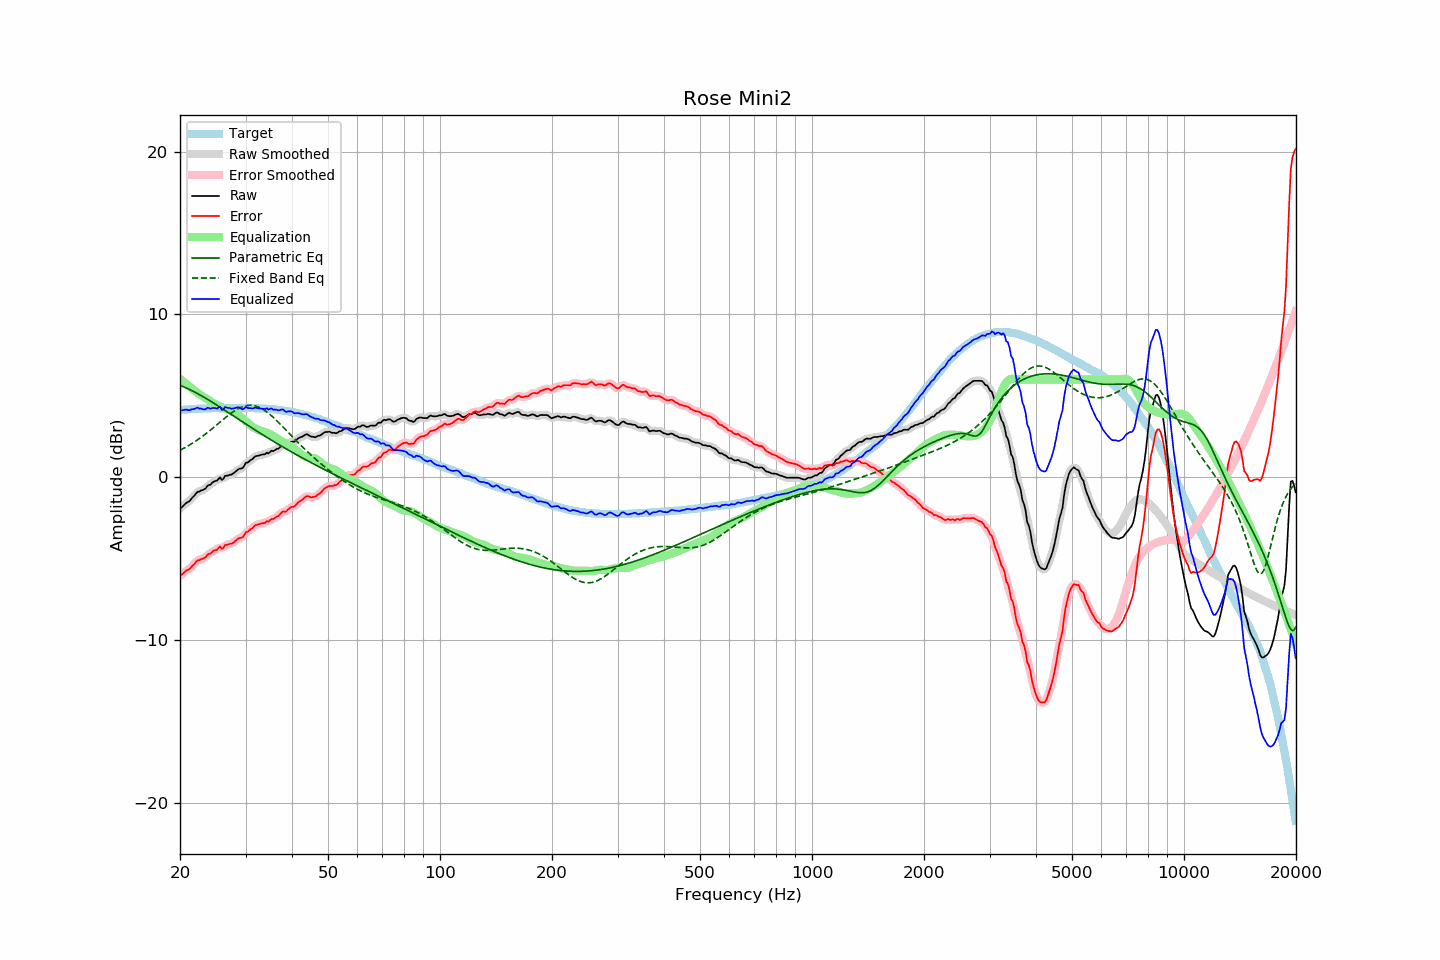 Rose Mini2
Target
Raw Smoothed
Error Smoothed
Raw
Error
Equalization
Parametric Eq
Fixed Band Eq
Equalized
20
10
0
−10
−20
Amplitude (dBr)
20
50
100
200
500
1000
2000
5000
10000
20000
Frequency (Hz)